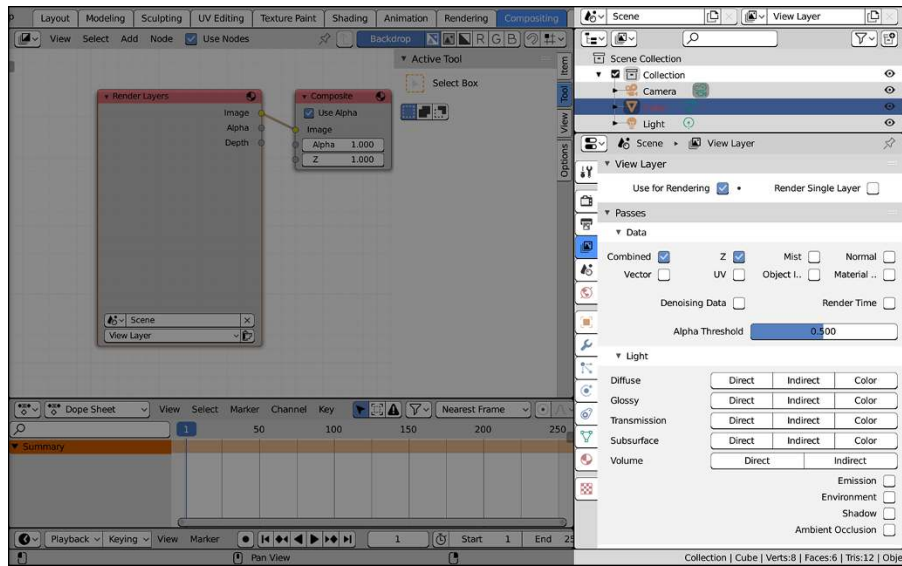 Layout Modeling Sculpting UV Editing Texture Paint Shading Animation Rendering Compositing
Scene View Layer
View Select Add Node Use Nodes Backdrop R G B
Active Tool
Select Box
Item
Tool
View
Options
Render Layers
Image
Alpha
Depth
Scene
View Layer
Composite
Use Alpha
Image
Alpha 1.000
Z 1.000
Scene Collection
Collection
Camera
Light
Scene View Layer
View Layer
Use for Rendering Render Single Layer
Passes
Data
Combined Z Mist Normal
Vector UV Object I.. Material ..
Denoising Data Render Time
Alpha Threshold 0.500
Light
Diffuse Direct Indirect Color
Glossy Direct Indirect Color
Transmission Direct Indirect Color
Subsurface Direct Indirect Color
Volume Direct Indirect
Emission
Environment
Shadow
Ambient Occlusion
Dope Sheet View Select Marker Channel Key Nearest Frame
1 50 100 150 200 250
Summary
Playback Keying View Marker 1 Start 1 End 25
Pan View
Collection | Cube | Verts:8 | Faces:6 | Tris:12 | Obje